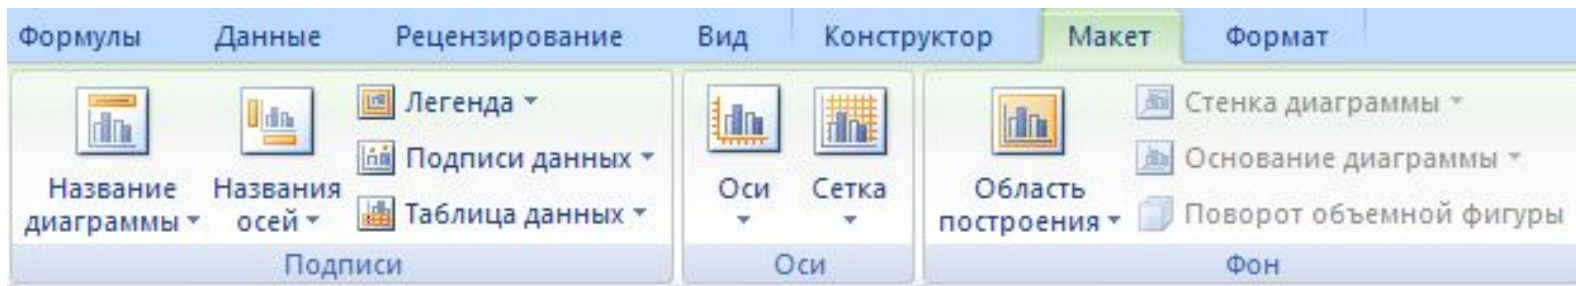 Формулы Данные Рецензирование Вид Конструктор Макет Формат
Название диаграммы
Названия осей
Легенда
Подписи данных
Таблица данных
Подписи
Оси
Сетка
Оси
Область построения
Стенка диаграммы
Основание диаграммы
Поворот объемной фигуры
Фон